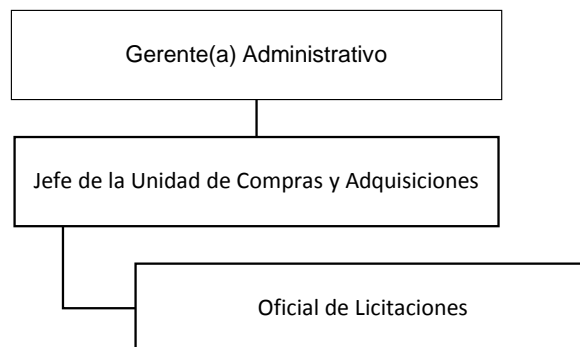 Gerente(a) Administrativo
Jefe de la Unidad de Compras y Adquisiciones
Oficial de Licitaciones